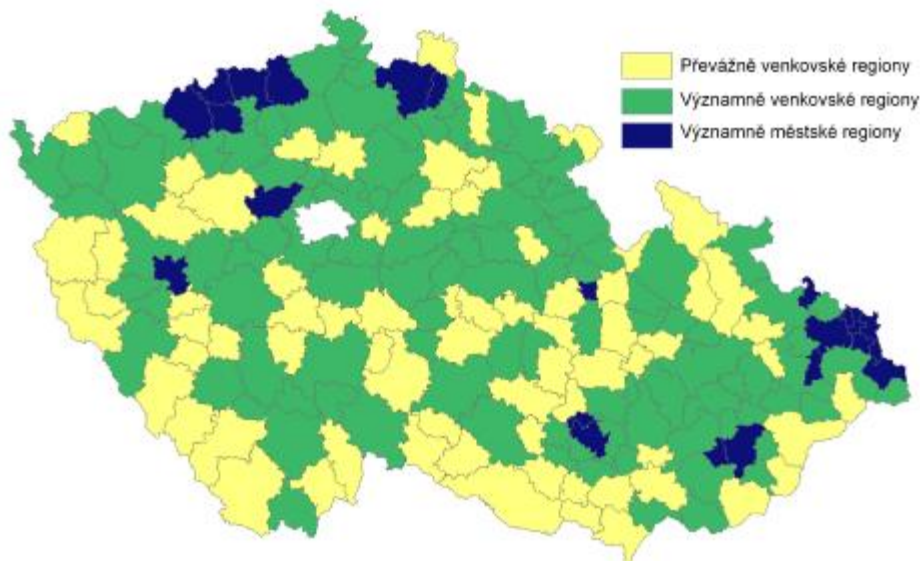 Převážně venkovské regiony
Významně venkovské regiony
Významně městské regiony